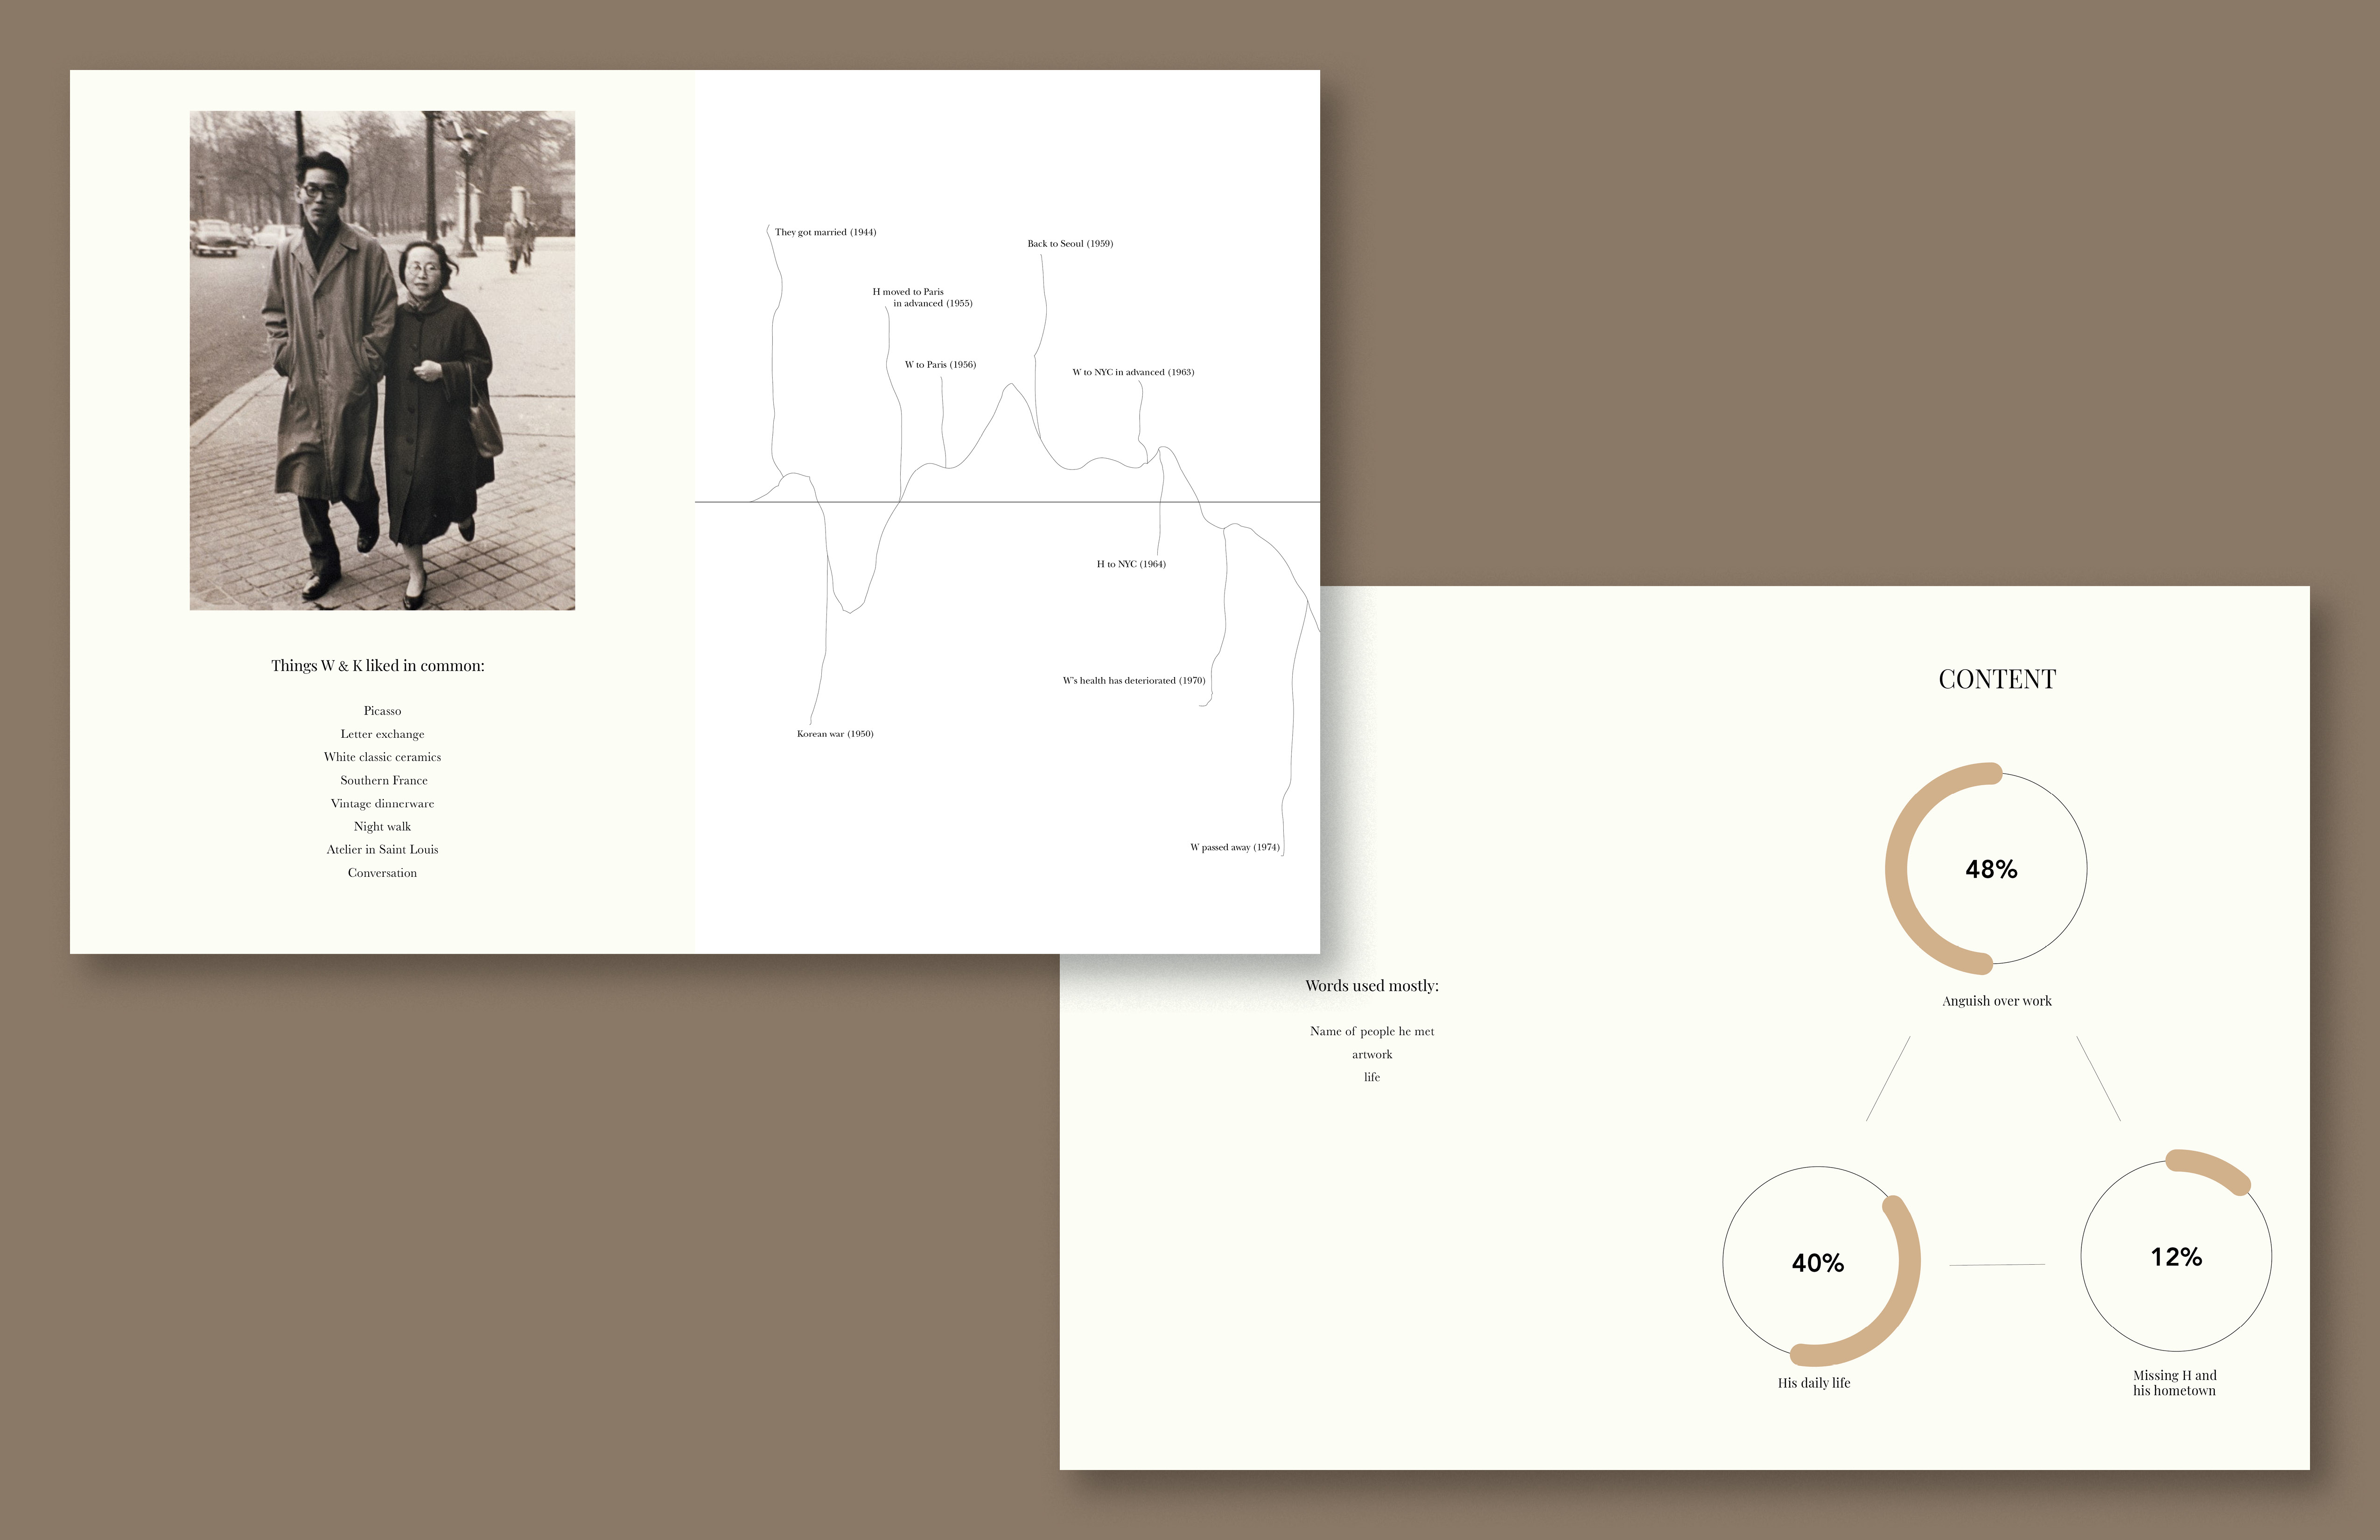 Things W & K liked in common:
Picasso
Letter exchange
White classic ceramics
Southern France
Vintage dinnerware
Night walk
Atelier in Saint Louis
Conversation
They got married (1944)
Back to Seoul (1959)
H moved to Paris
in advanced (1955)
W to Paris (1956)
W to NYC in advanced (1963)
H to NYC (1964)
W's health has deteriorated (1970)
Korean war (1950)
W passed away (1974)
Words used mostly:
Name of people he met
artwork
life
CONTENT
48%
Anguish over work
40%
His daily life
12%
Missing H and
his hometown